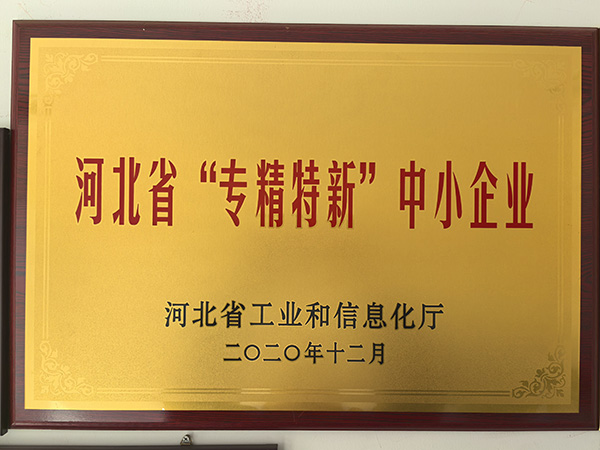 河北省“专精特新”中小企业
河北省工业和信息化厅
二〇二〇年十二月